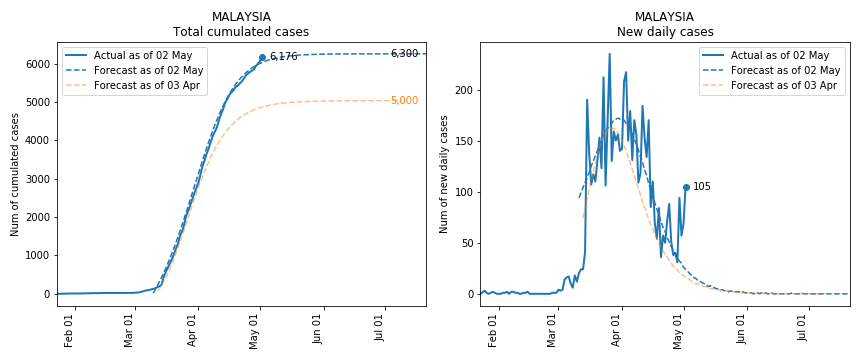 MALAYSIA
Total cumulated cases
Num of cumulated cases
6000
5000
4000
3000
2000
1000
0
Actual as of 02 May
Forecast as of 02 May
Forecast as of 03 Apr
6,176
6,300
5,000
Feb 01
Mar 01
Apr 01
May 01
Jun 01
Jul 01
MALAYSIA
New daily cases
Num of new daily cases
200
150
100
50
0
Actual as of 02 May
Forecast as of 02 May
Forecast as of 03 Apr
105
Feb 01
Mar 01
Apr 01
May 01
Jun 01
Jul 01